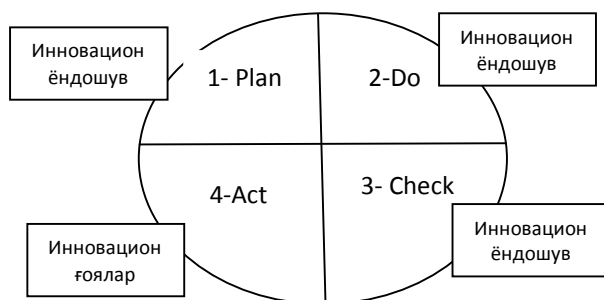 Инновацион
ёндошув
1- Plan
2-Do
Инновацион
ёндошув
4-Act
3- Check
Инновацион
ғоялар
Инновацион
ёндошув